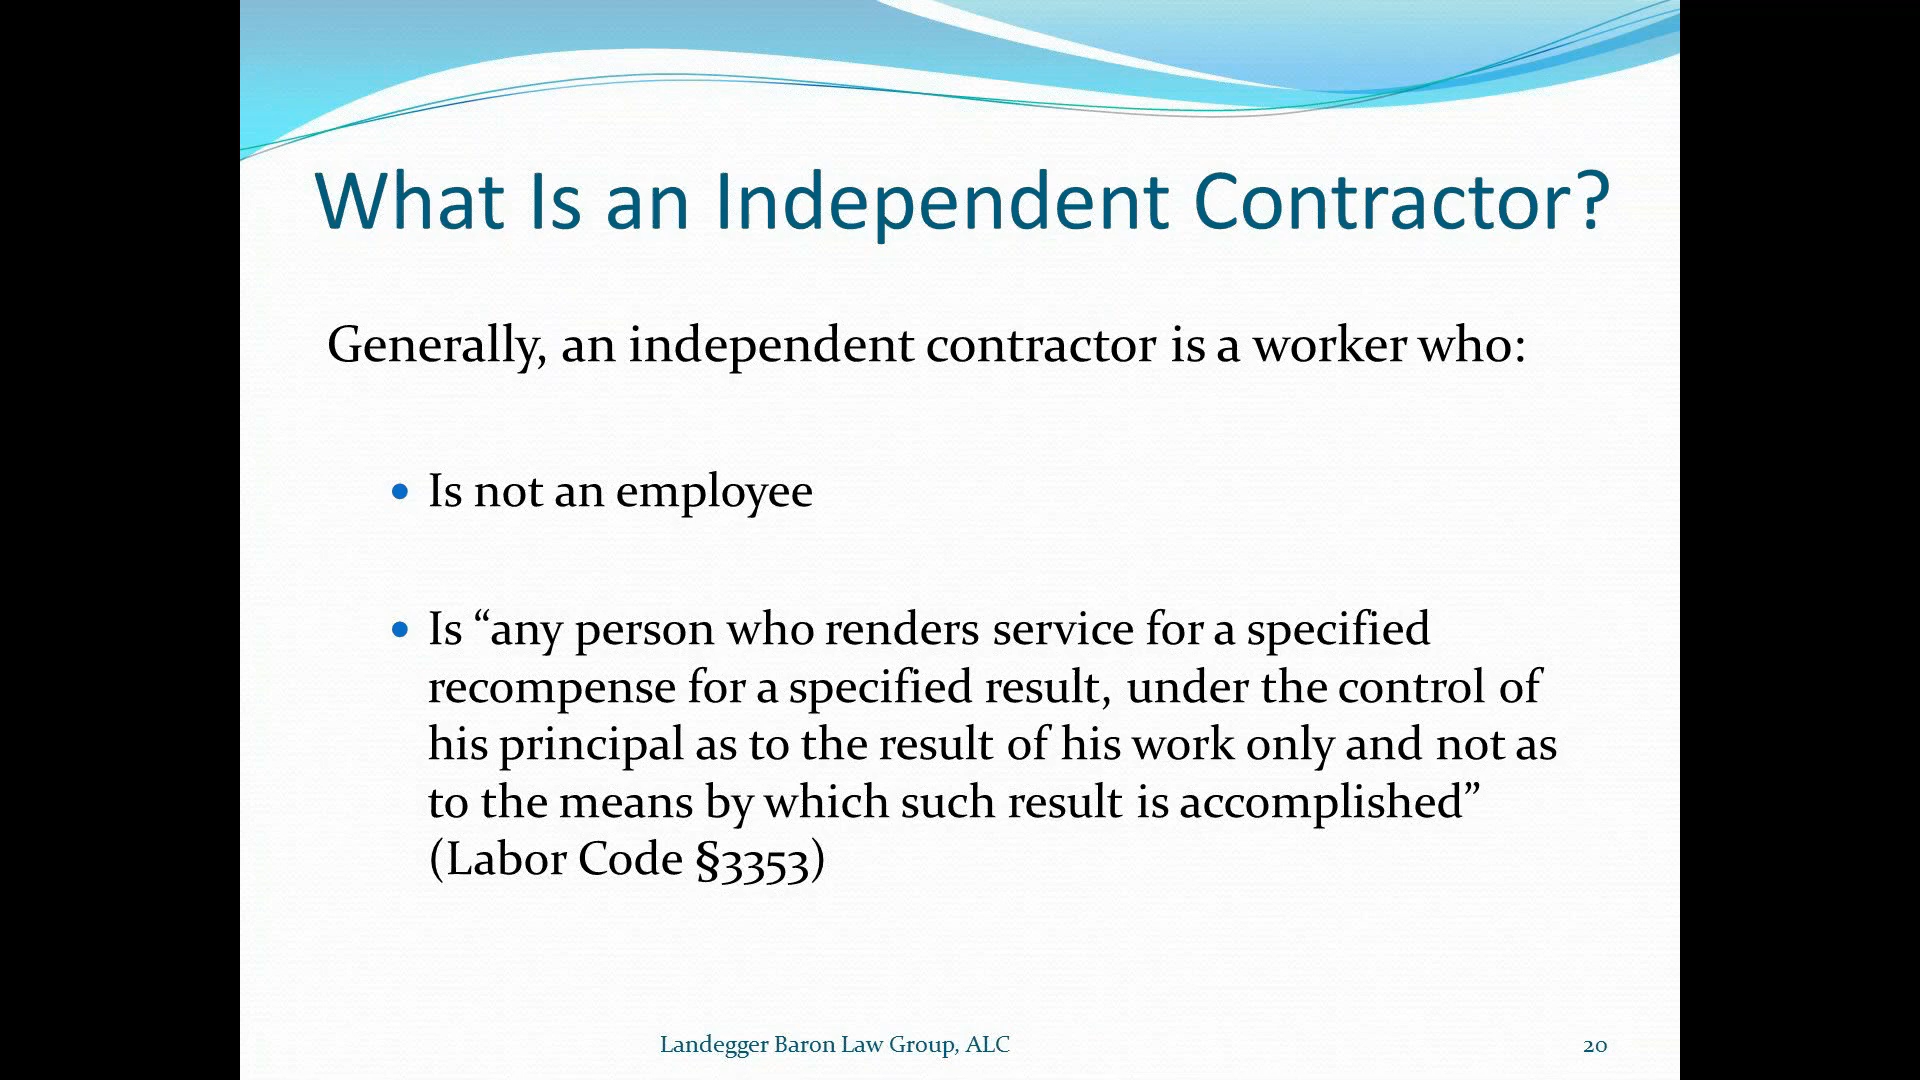 What Is an Independent Contractor?
Generally, an independent contractor is a worker who:
• Is not an employee
• Is “any person who renders service for a specified
recompense for a specified result, under the control of
his principal as to the result of his work only and not as
to the means by which such result is accomplished”
(Labor Code §3353)
Landegger Baron Law Group, ALC
20